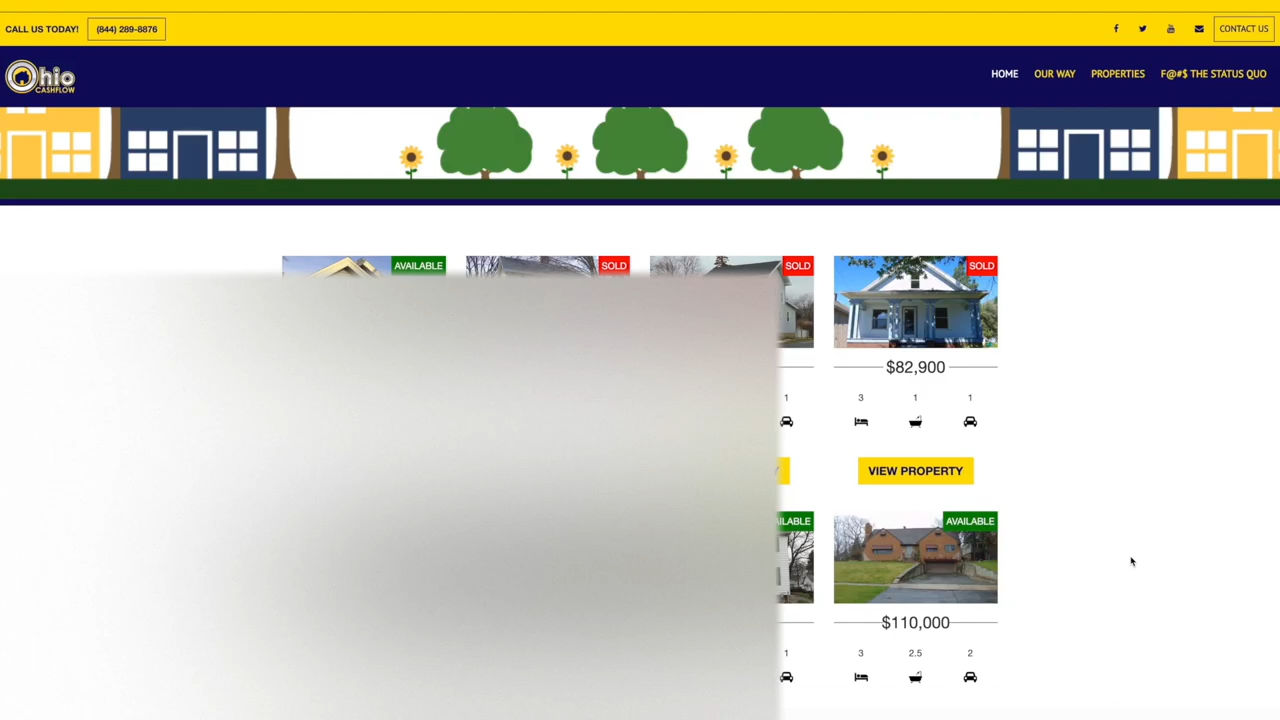 CALL US TODAY! (844) 289-8876 CONTACT US
Ohio CASHFLOW
HOME OUR WAY PROPERTIES F@#$ THE STATUS QUO
AVAILABLE SOLD SOLD SOLD
$82,900
1 3 1 1
VIEW PROPERTY
AILABLE AVAILABLE
$110,000
1 3 2.5 2